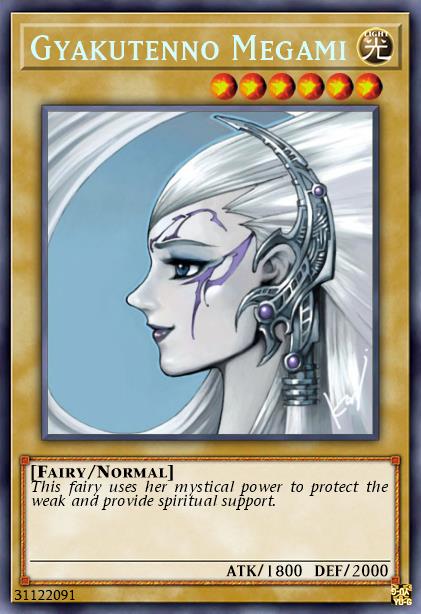 Gyakutenno Megami
LIGHT
光
[Fairy/Normal]
This fairy uses her mystical power to protect the
weak and provide spiritual support.
ATK/1800 DEF/2000
31122091